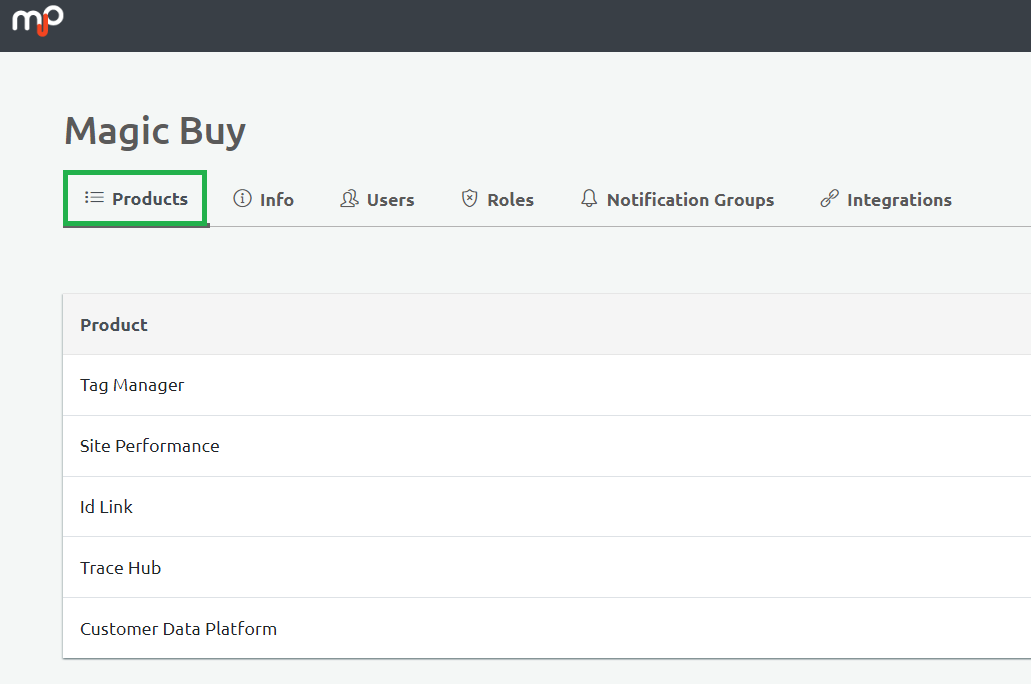 mp
Magic Buy
Products Info Users Roles Notification Groups Integrations
Product
Tag Manager
Site Performance
Id Link
Trace Hub
Customer Data Platform